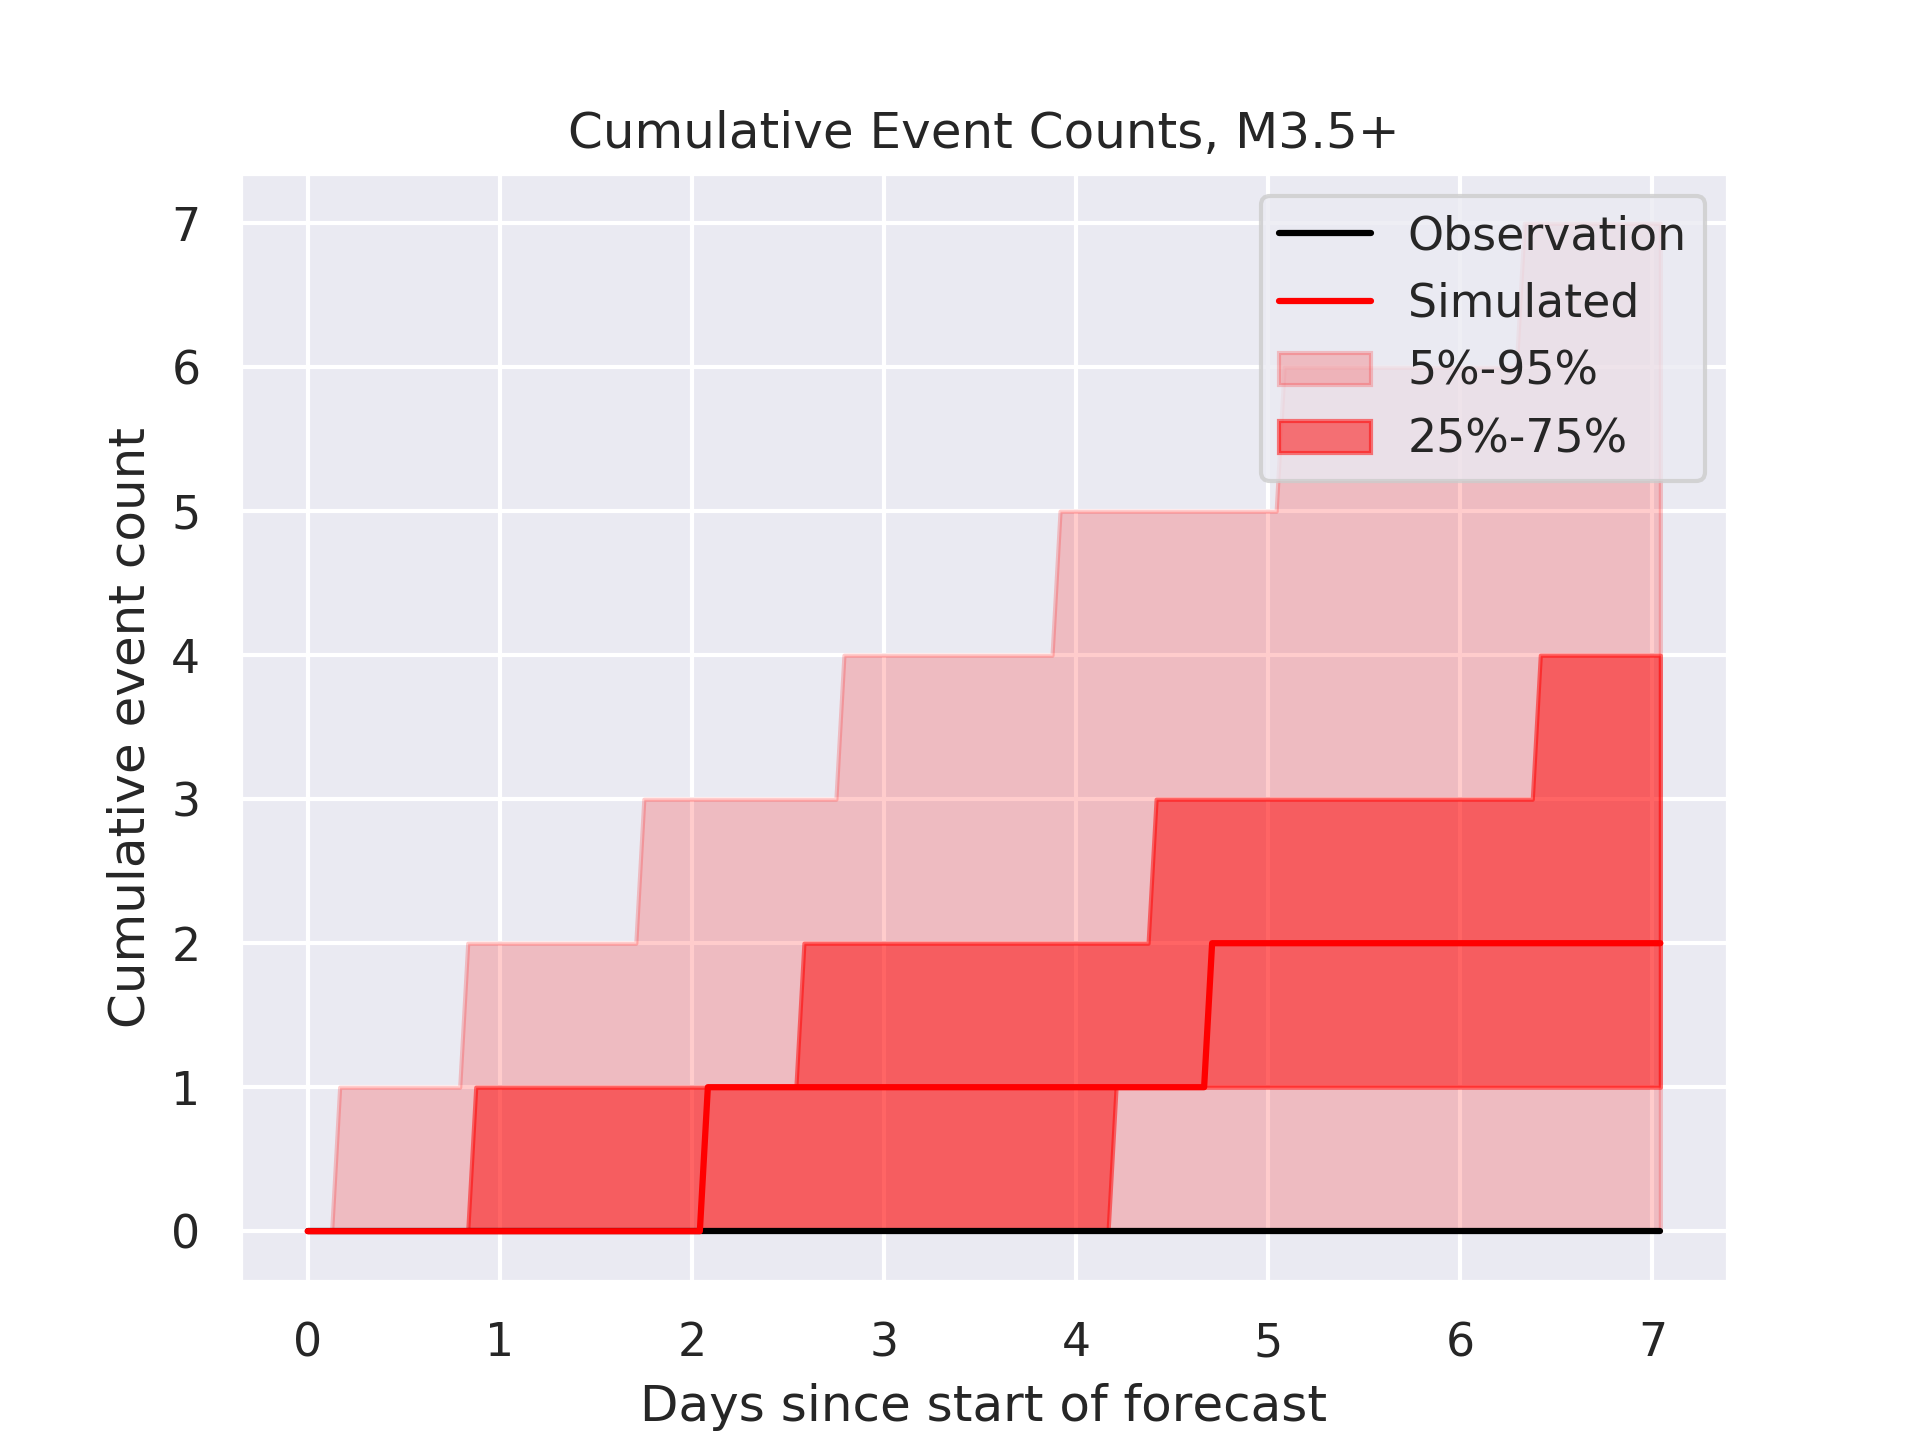 Cumulative Event Counts, M3.5+
Observation
Simulated
5%-95%
25%-75%
Cumulative event count
7
6
5
4
3
2
1
0
0 1 2 3 4 5 6 7
Days since start of forecast